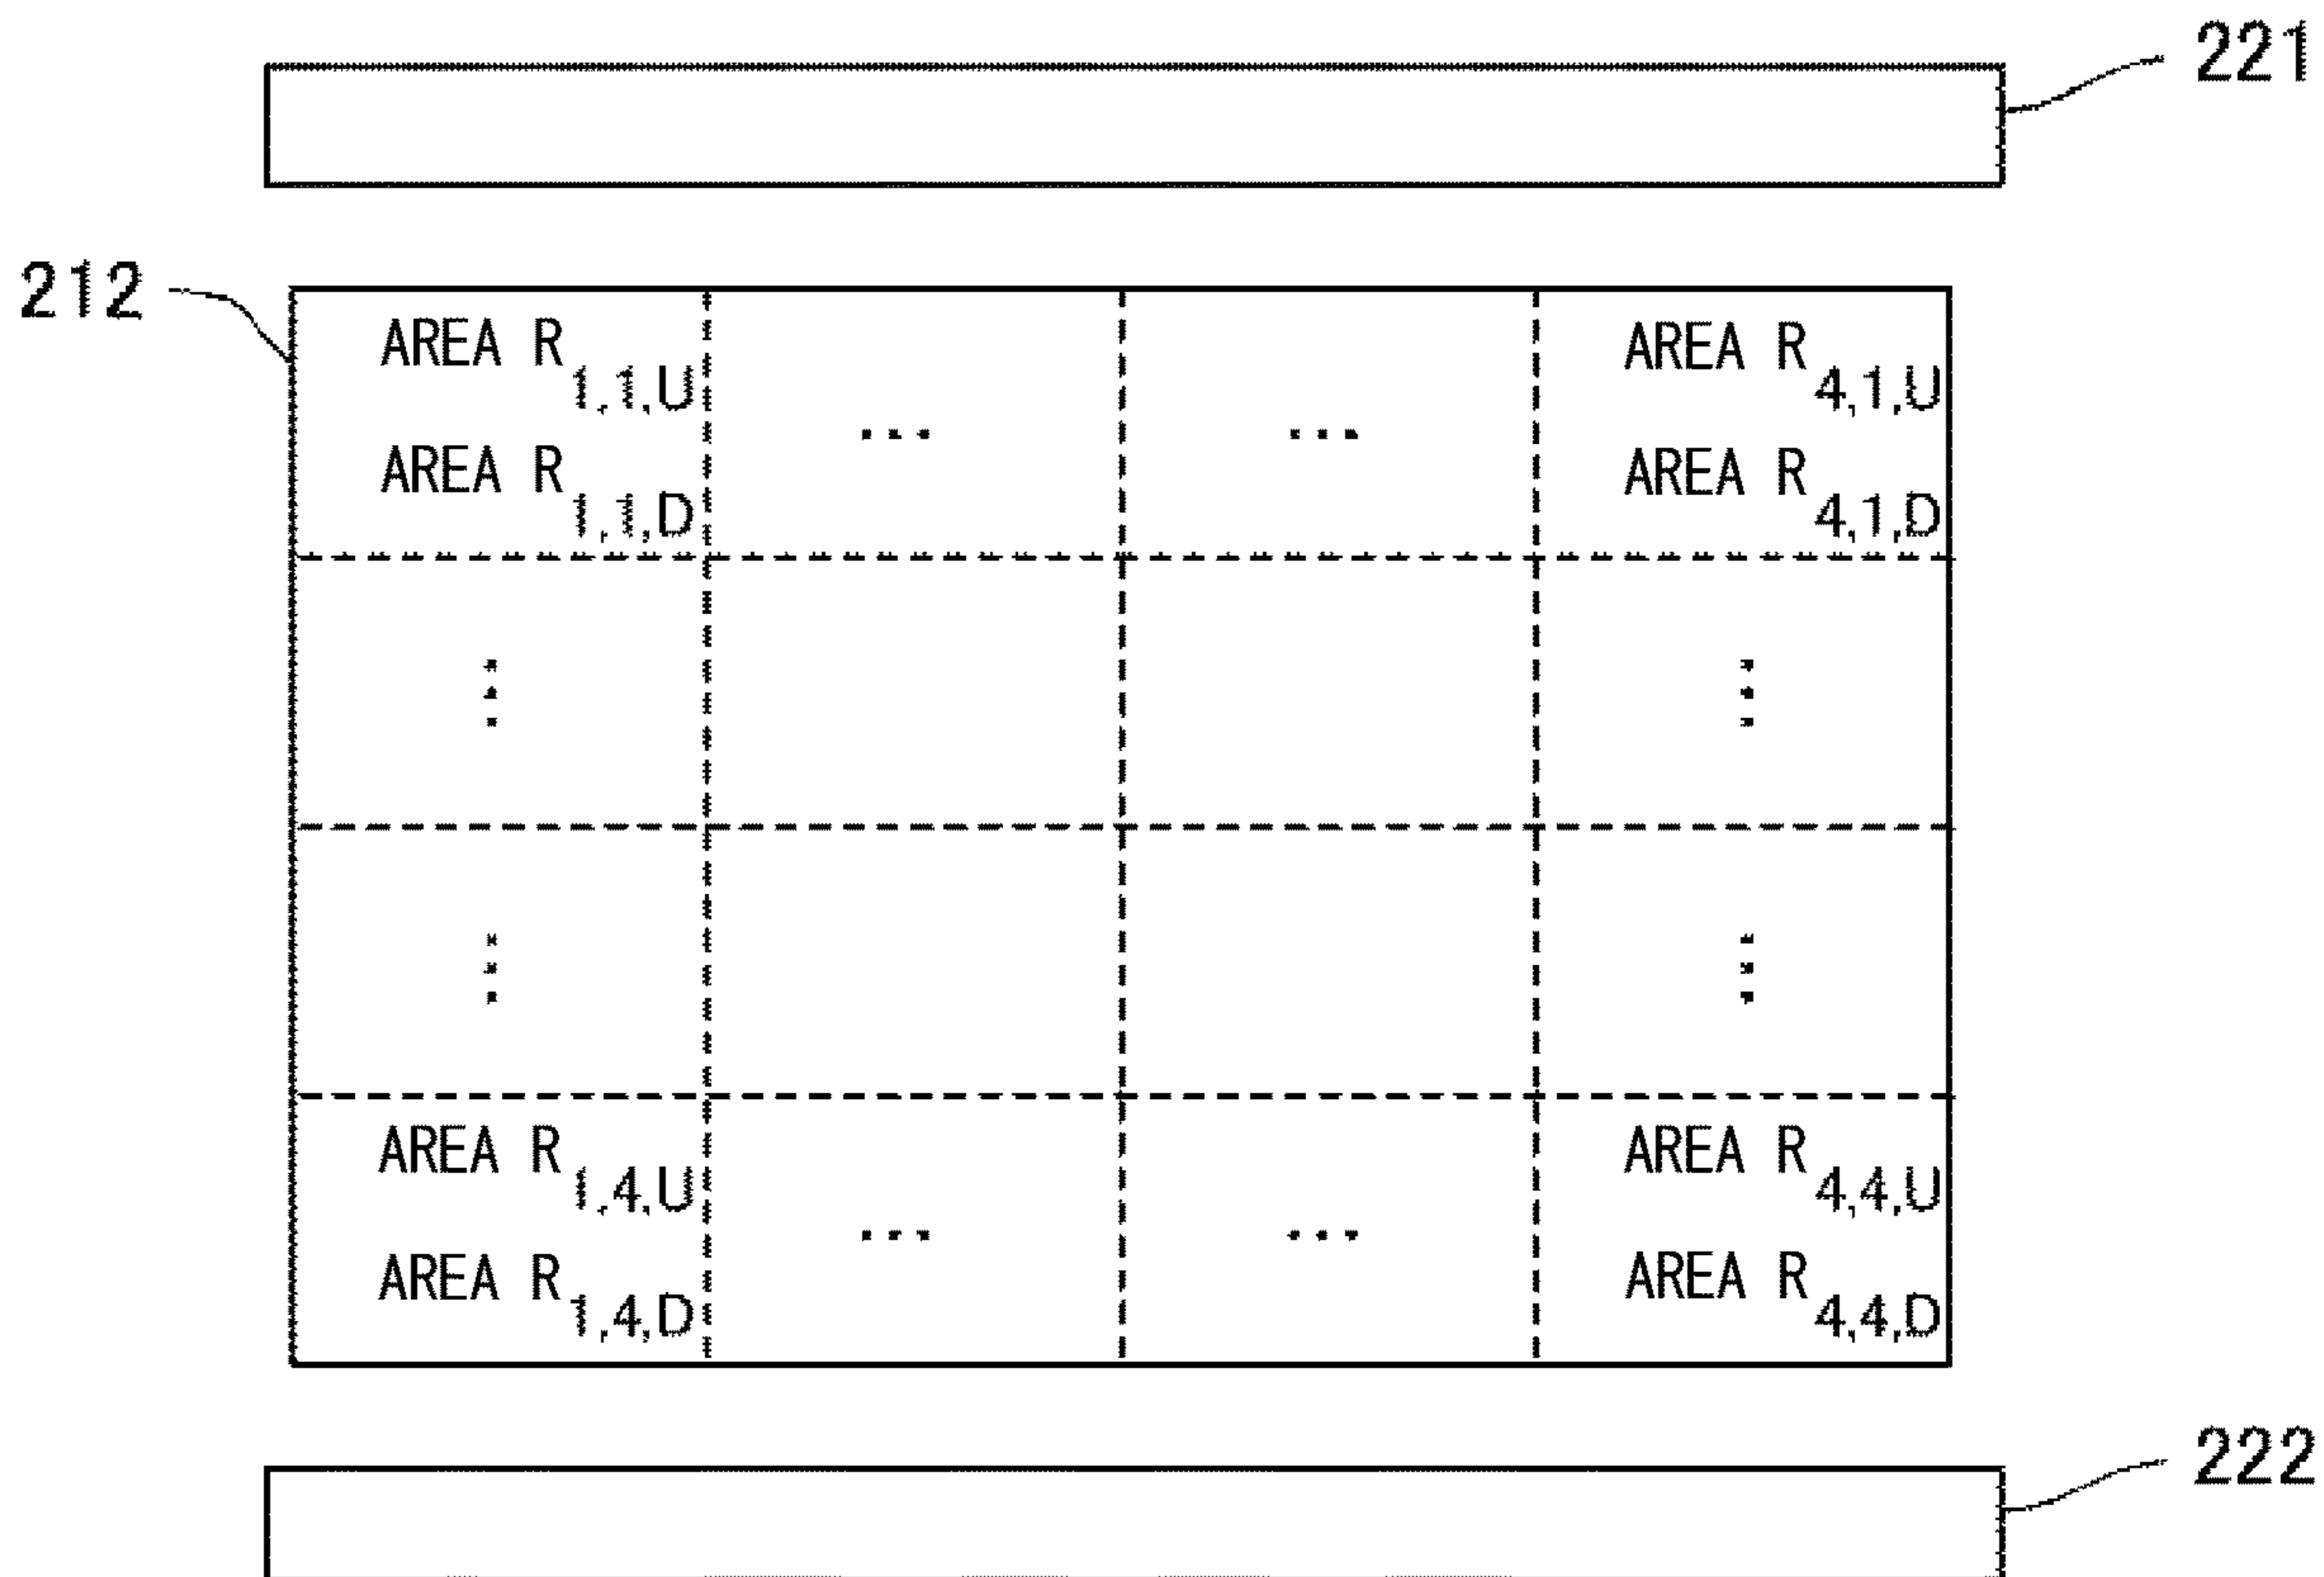 221
212
AREA R1,1,U
... ...
AREA R4,1,U
AREA R1,1,D
AREA R4,1,D
AREA R1,4,U
... ...
AREA R4,4,U
AREA R1,4,D
AREA R4,4,D
222